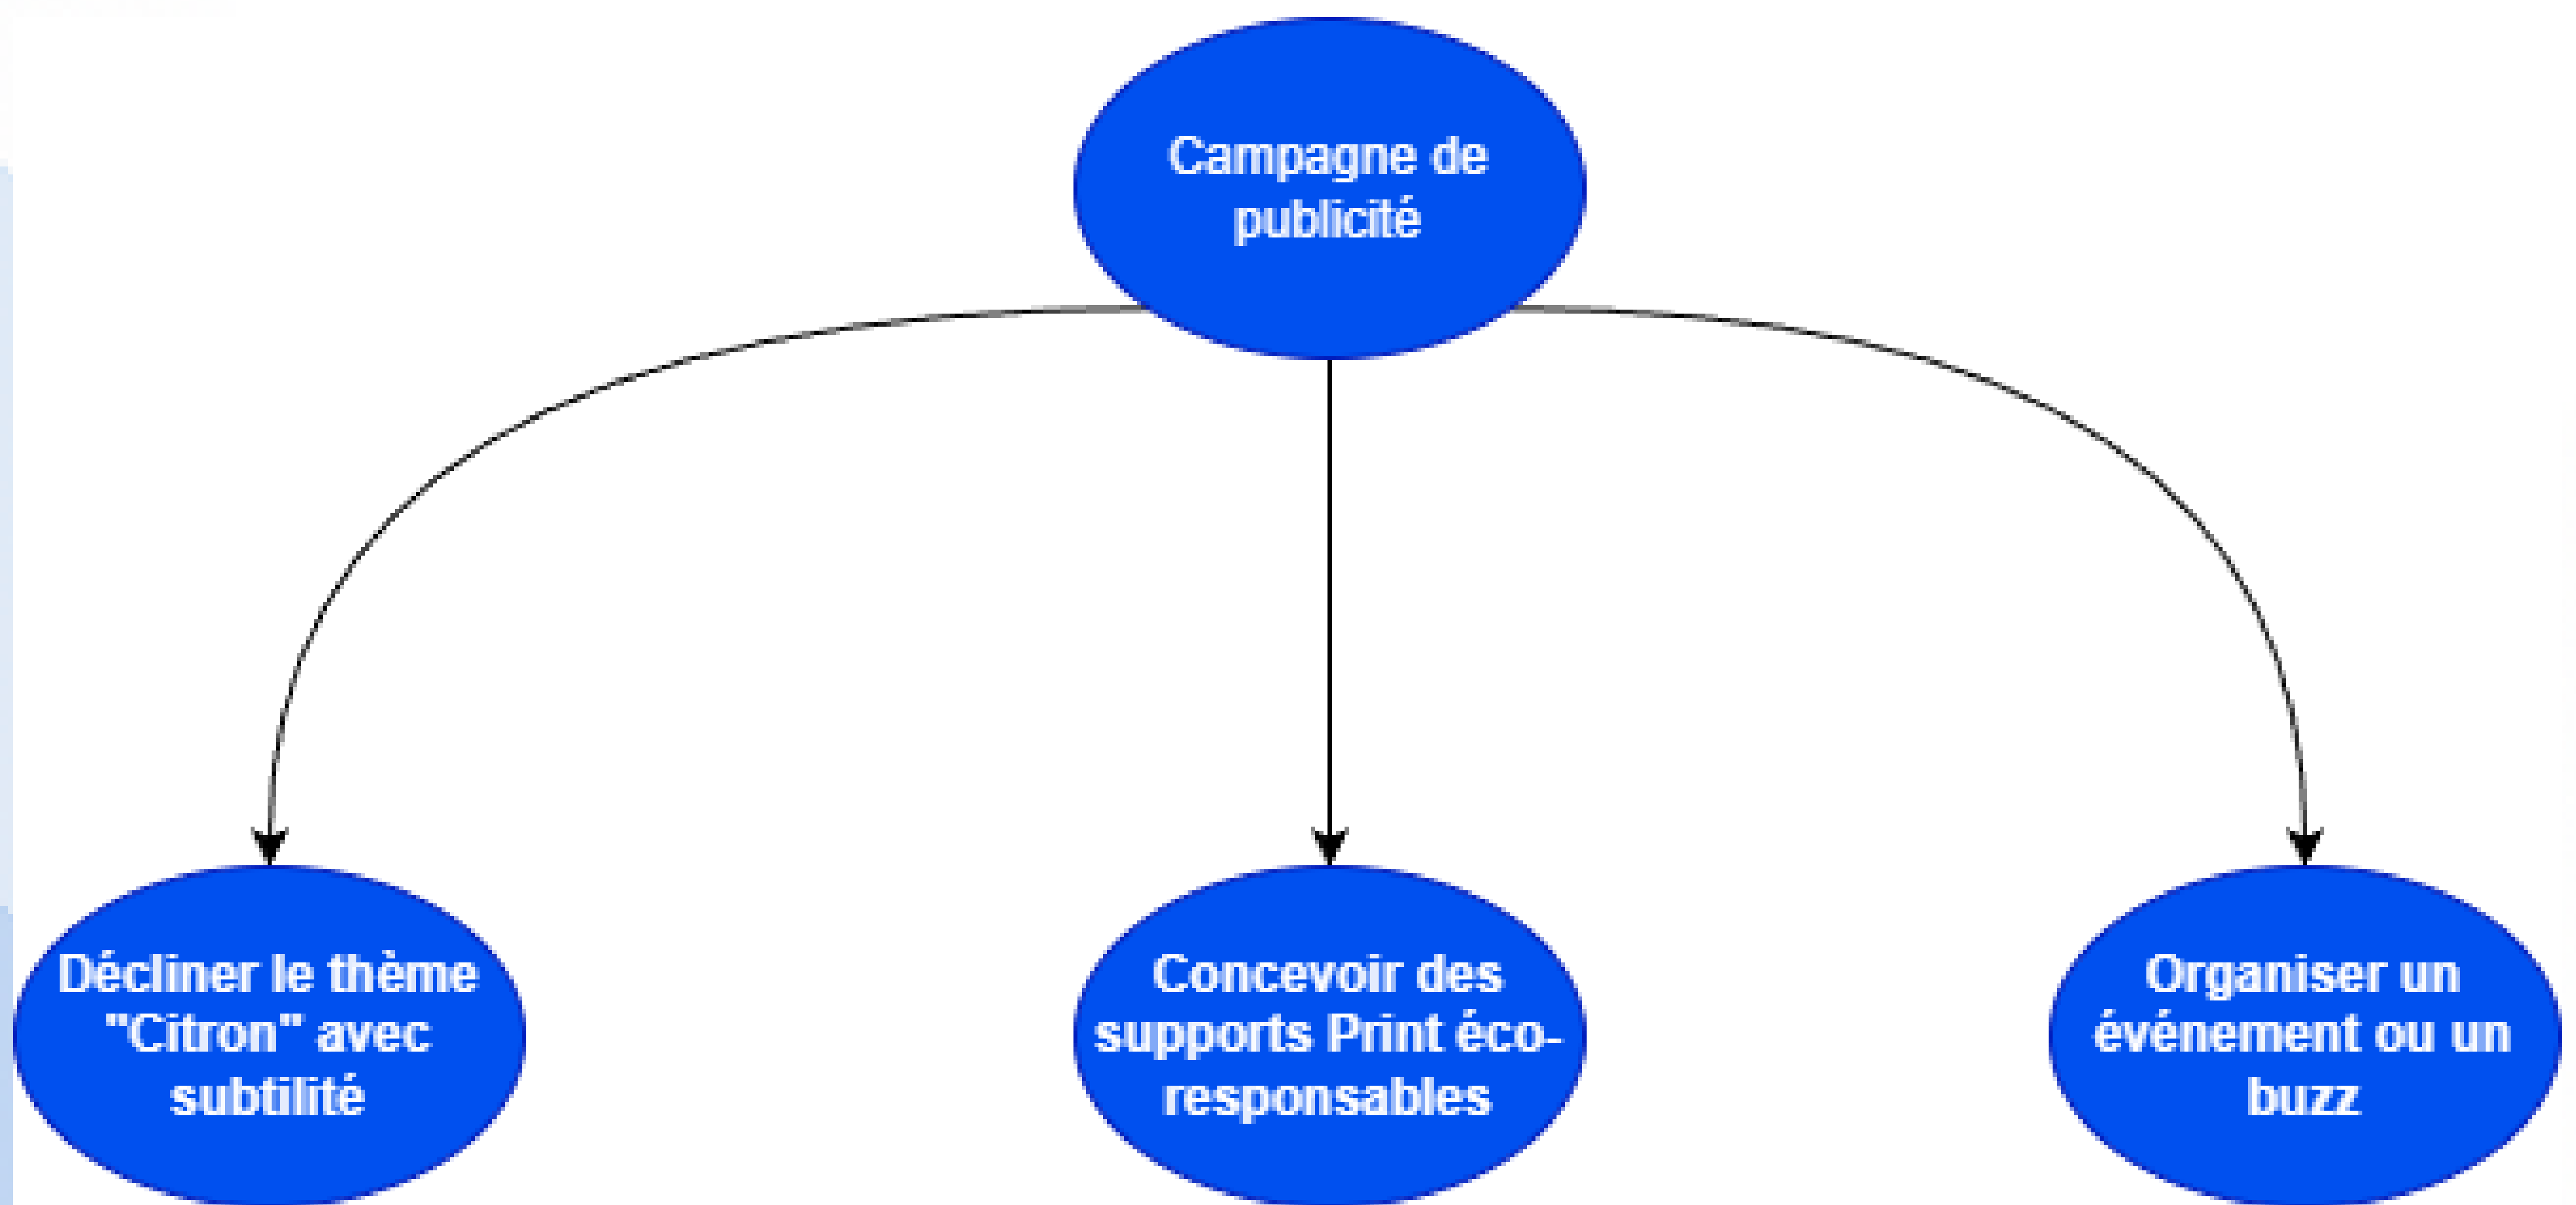 Campagne de
publicité
Décliner le thème
"Citron" avec
subtilité
Concevoir des
supports Print éco-
responsables
Organiser un
événement ou un
buzz